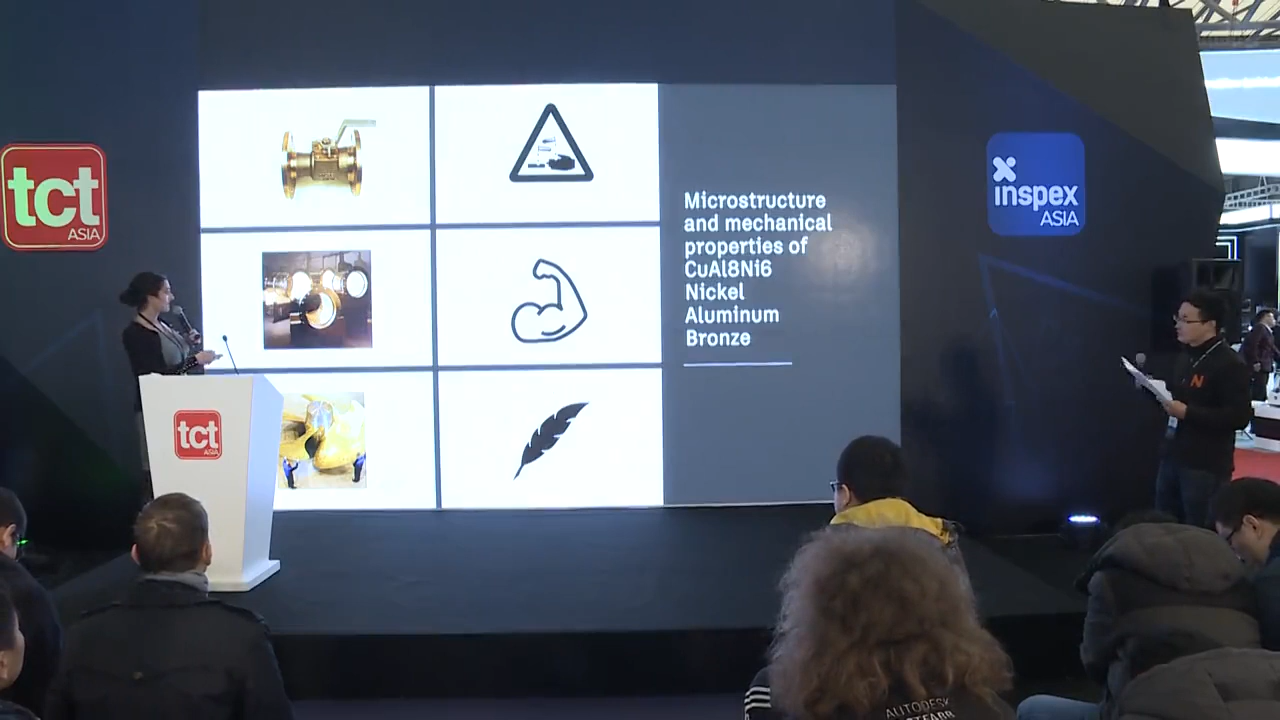 tct
ASIA
inspex
ASIA
Microstructure
and mechanical
properties of
CuAl8Ni6
Nickel
Aluminum
Bronze
tct
ASIA
N
AUTODESK